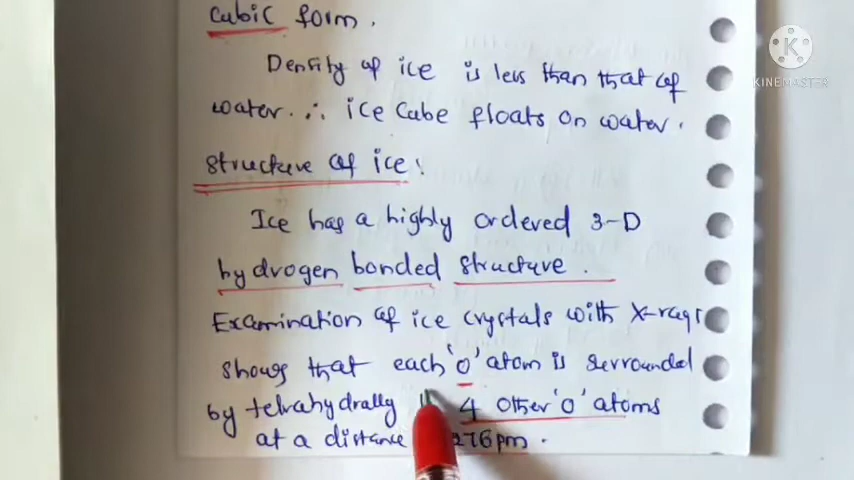 cubic form.
Density of ice is less than that of
water. ∴ ice cube floats on water.
structure of ice:
Ice has a highly ordered 3-D
hydrogen bonded structure.
Examination of ice crystals with X-rays
shows that each 'o' atom is surrounded
by tetrahydrally 4 other 'o' atoms
at a distance 276pm.
KINEMASTER